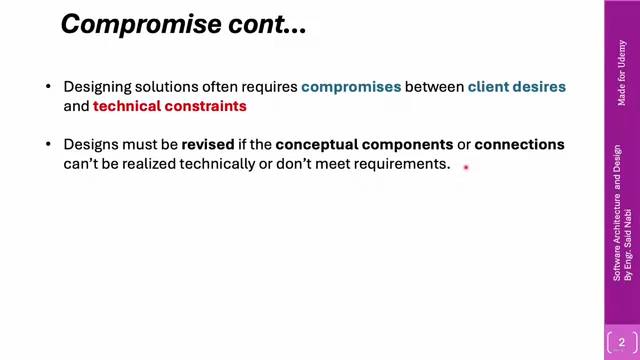 Compromise cont...
• Designing solutions often requires compromises between client desires
and technical constraints
• Designs must be revised if the conceptual components or connections
can't be realized technically or don't meet requirements.
Made for Udemy
Software Architecture and Design
By Engr. Said Nabi
2